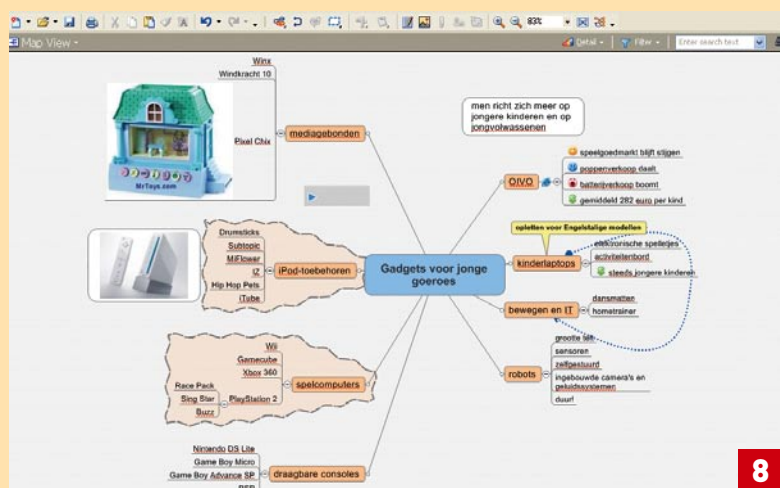 83%
Map View
Detail
Filter
Enter search text
Winx
Windkracht 10
Pixel Chix
MrToys.com
mediagebonden
men richt zich meer op
jongere kinderen en op
jongvolwassenen
OIVO
speelgoedmarkt blijft stijgen
poppenverkoop daalt
batterijverkoop boomt
gemiddeld 282 euro per kind
opletten voor Engelstalige modellen
kinderlaptops
elektronische spelletjes
activiteitenbord
steeds jongere kinderen
Drumsticks
Subtopic
MiFlower
iZ
Hip Hop Pets
iTube
iPod-toebehoren
Gadgets voor jonge
goeroes
bewegen en IT
dansmatten
hometrainer
Wii
Gamecube
Xbox 360
PlayStation 2
Race Pack
Sing Star
Buzz
spelcomputers
robots
sensoren
zelfgestuurd
ingebouwde camera's en
geluidssystemen
duur!
Nintendo DS Lite
Game Boy Micro
Game Boy Advance SP
PSP
draagbare consoles
8